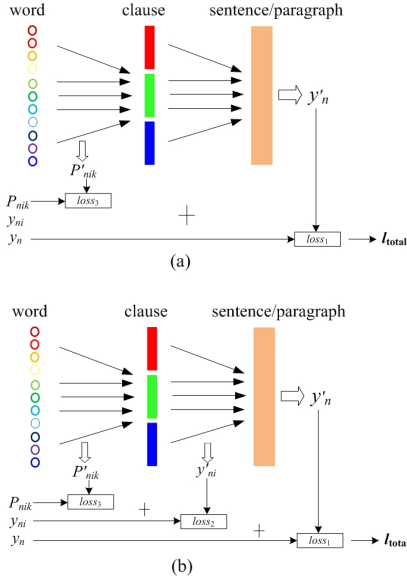 word clause sentence/paragraph
y'n
P'nik
Pnik loss3
yni +
yn loss1 ltotal
(a)
word clause sentence/paragraph
y'n
P'nik y'ni
Pnik loss3 +
yni loss2 +
yn loss1 ltotal
(b)